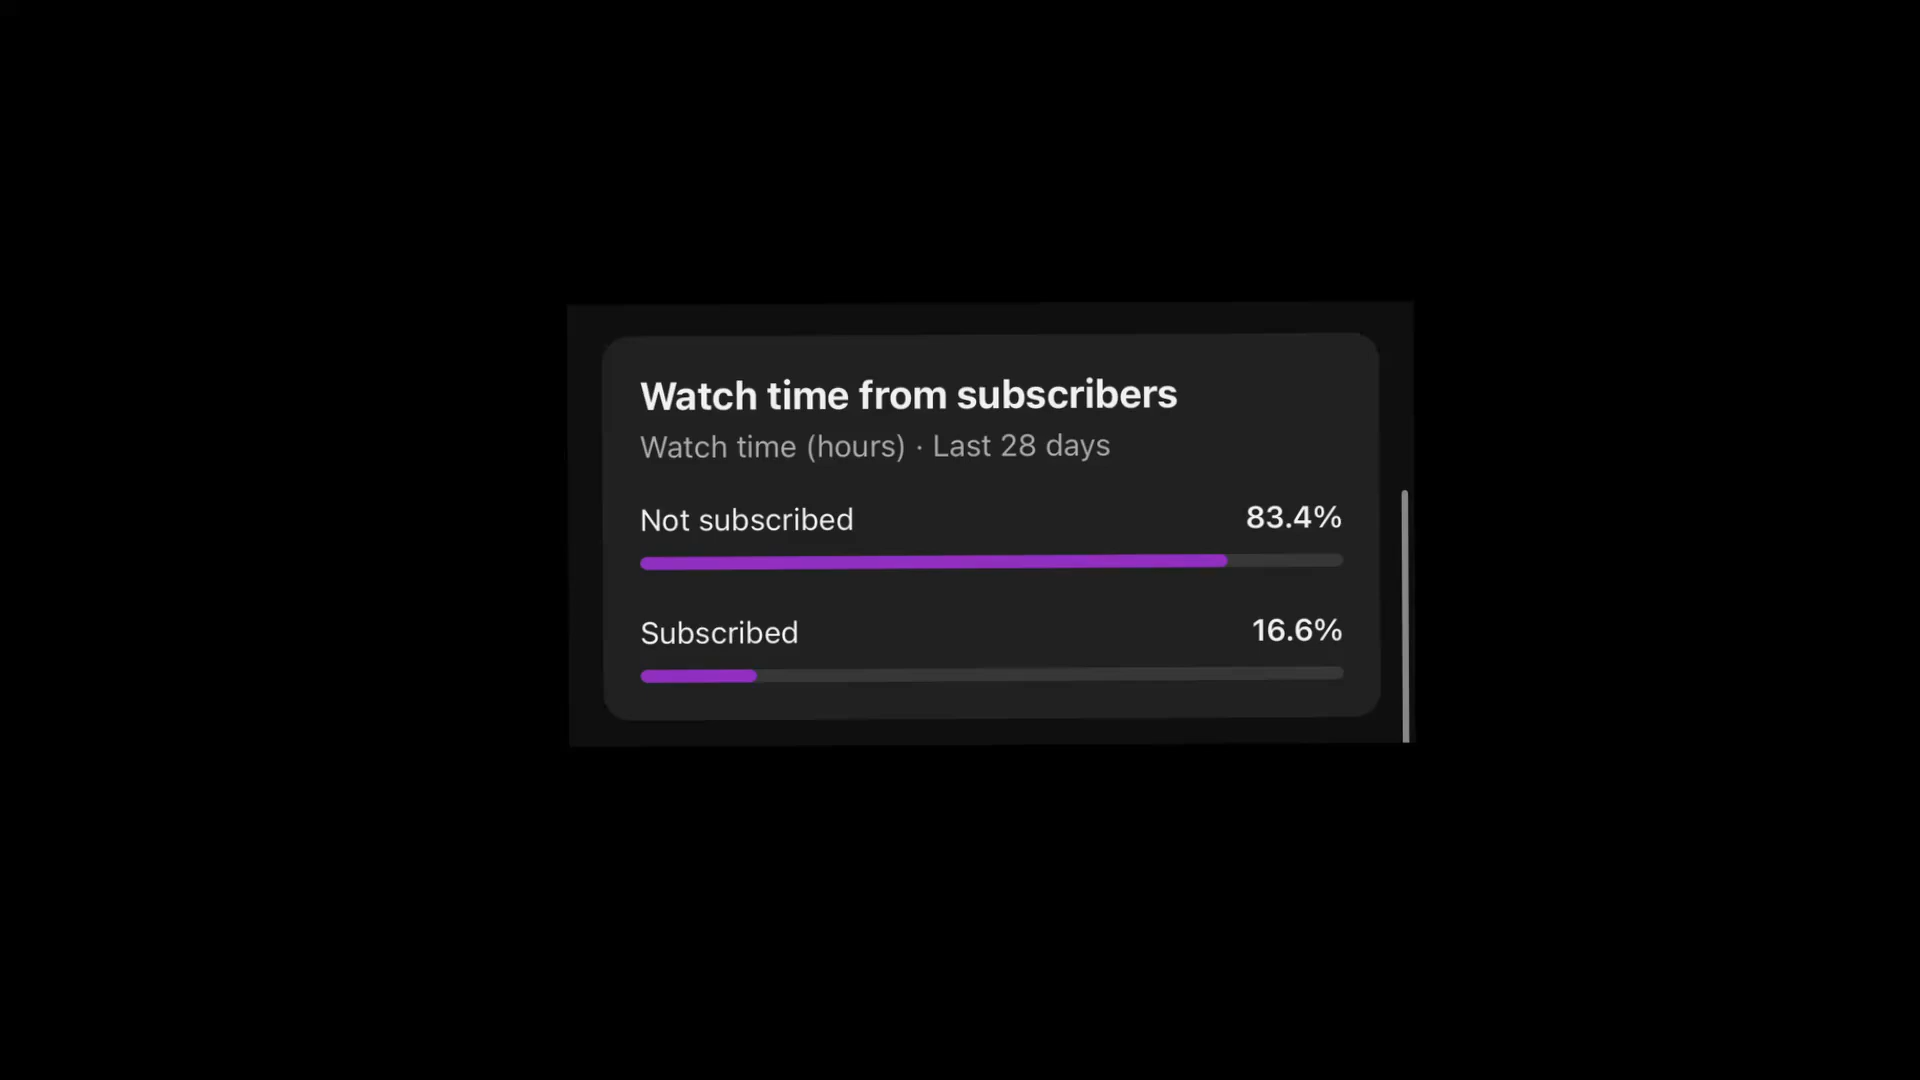 Watch time from subscribers
Watch time (hours) · Last 28 days
Not subscribed 83.4%
Subscribed 16.6%